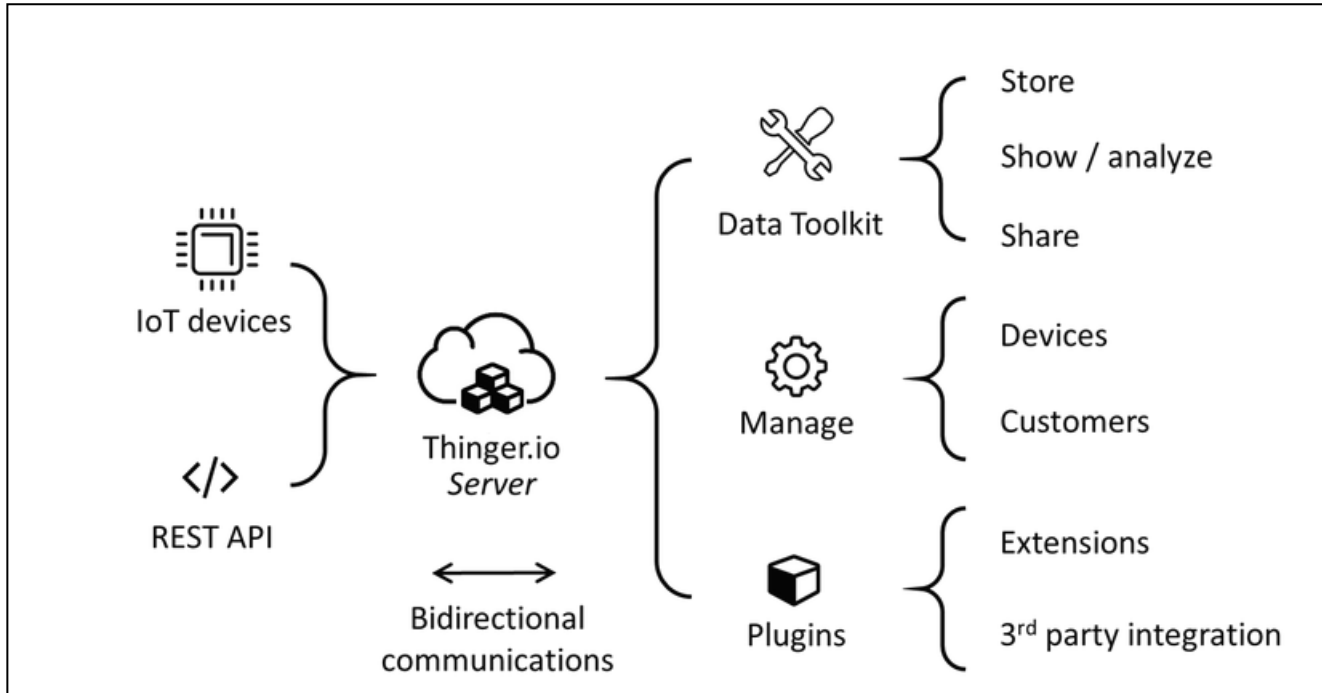 IoT devices
</>
REST API
Thinger.io
Server
Bidirectional
communications
Data Toolkit
Store
Show / analyze
Share
Manage
Devices
Customers
Plugins
Extensions
3rd party integration